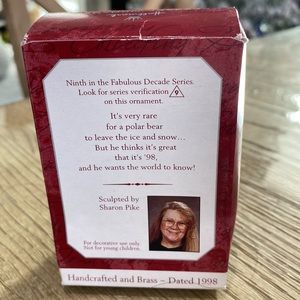 Ninth in the Fabulous Decade Series.
Look for series verification 9
on this ornament.
It's very rare
for a polar bear
to leave the ice and snow...
But he thinks it's great
that it's '98,
and he wants the world to know!
Sculpted by
Sharon Pike
For decorative use only.
Not for young children.
Handcrafted and Brass – Dated 1998